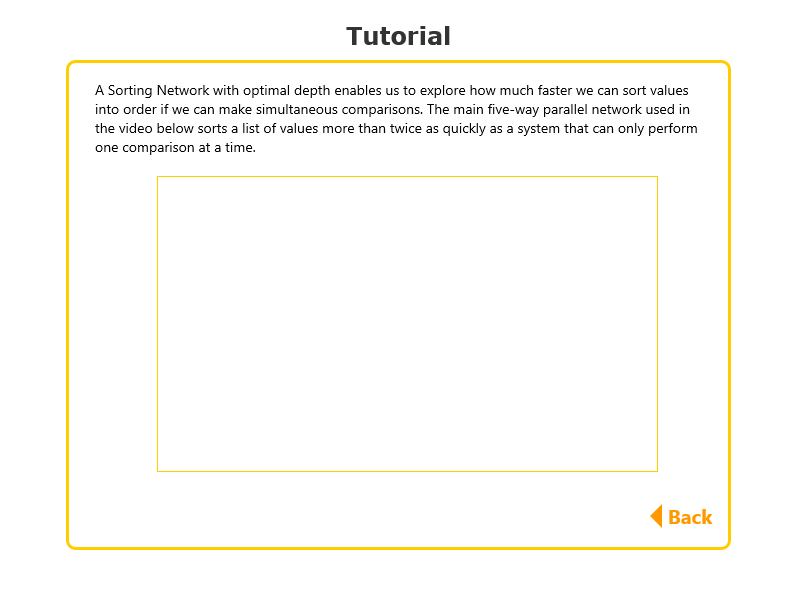 Tutorial
A Sorting Network with optimal depth enables us to explore how much faster we can sort values
into order if we can make simultaneous comparisons. The main five-way parallel network used in
the video below sorts a list of values more than twice as quickly as a system that can only perform
one comparison at a time.
Back